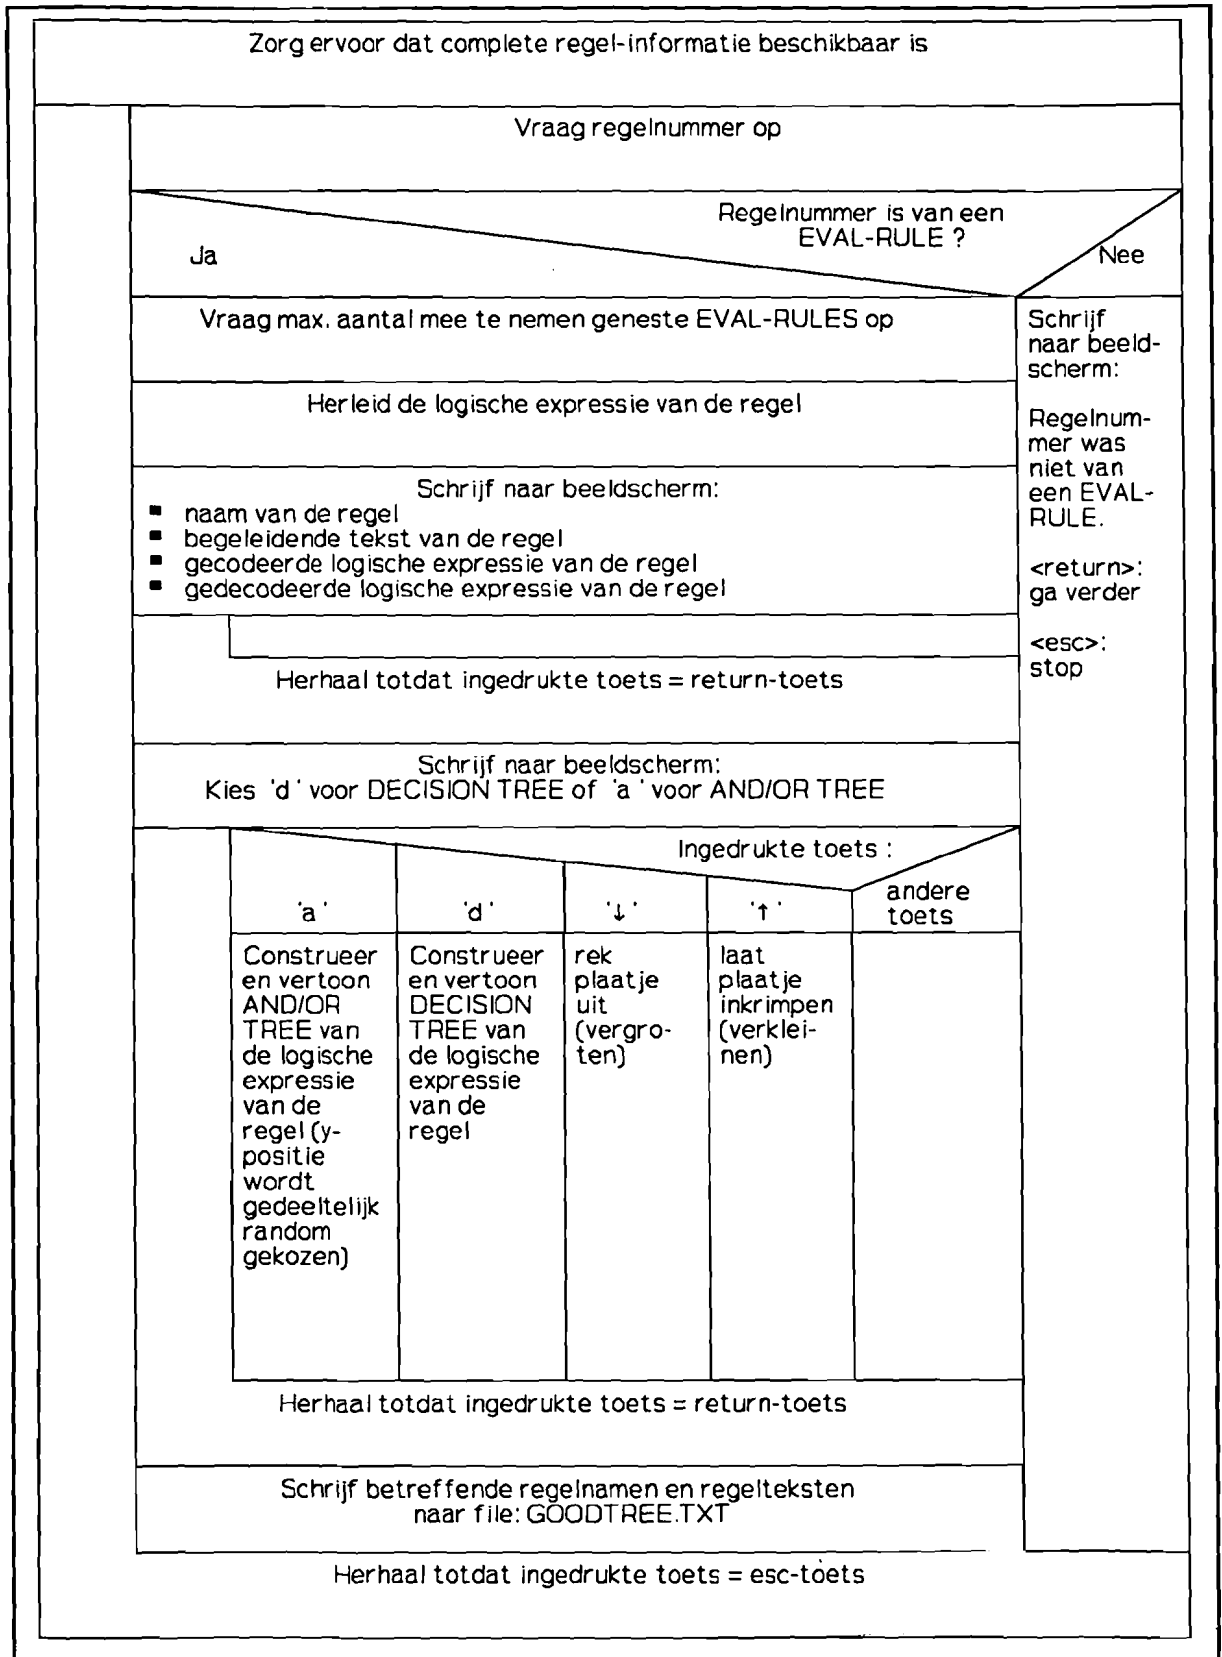 Zorg ervoor dat complete regel-informatie beschikbaar is
Vraag regelnummer op
Regelnummer is van een
EVAL-RULE ?
Ja
Nee
Vraag max. aantal mee te nemen geneste EVAL-RULES op
Herleid de logische expressie van de regel
Schrijf naar beeldscherm:
▪ naam van de regel
▪ begeleidende tekst van de regel
▪ gecodeerde logische expressie van de regel
▪ gedecodeerde logische expressie van de regel
Herhaal totdat ingedrukte toets = return-toets
Schrijf
naar beeld-
scherm:
Regelnum-
mer was
niet van
een EVAL-
RULE.
<return>:
ga verder
<esc>:
stop
Schrijf naar beeldscherm:
Kies 'd' voor DECISION TREE of 'a' voor AND/OR TREE
Ingedrukte toets :
'a'
'd'
'↓'
'↑'
andere
toets
Construeer
en vertoon
AND/OR
TREE van
de logische
expressie
van de
regel (y-
positie
wordt
gedeeltelijk
random
gekozen)
Construeer
en vertoon
DECISION
TREE van
de logische
expressie
van de
regel
rek
plaatje
uit
(vergro-
ten)
laat
plaatje
inkrimpen
(verklei-
nen)
Herhaal totdat ingedrukte toets = return-toets
Schrijf betreffende regelnamen en regelteksten
naar file: GOODTREE.TXT
Herhaal totdat ingedrukte toets = esc-toets